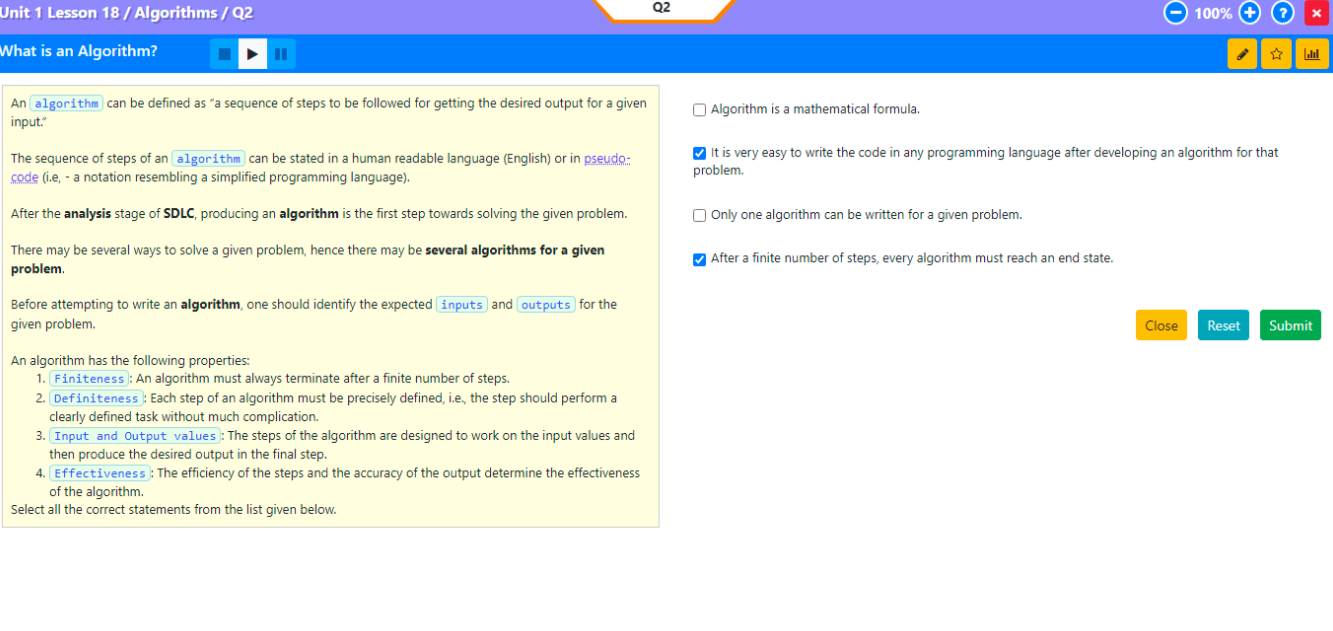 Q2
Unit 1 Lesson 18 / Algorithms / Q2
100%
?
What is an Algorithm?
An algorithm can be defined as "a sequence of steps to be followed for getting the desired output for a given
input."
The sequence of steps of an algorithm can be stated in a human readable language (English) or in pseudo-
code (i.e, - a notation resembling a simplified programming language).
After the analysis stage of SDLC, producing an algorithm is the first step towards solving the given problem.
There may be several ways to solve a given problem, hence there may be several algorithms for a given
problem.
Before attempting to write an algorithm, one should identify the expected inputs and outputs for the
given problem.
An algorithm has the following properties:
1. Finiteness: An algorithm must always terminate after a finite number of steps.
2. Definiteness: Each step of an algorithm must be precisely defined, i.e., the step should perform a
clearly defined task without much complication.
3. Input and Output values: The steps of the algorithm are designed to work on the input values and
then produce the desired output in the final step.
4. Effectiveness: The efficiency of the steps and the accuracy of the output determine the effectiveness
of the algorithm.
Select all the correct statements from the list given below.
Algorithm is a mathematical formula.
It is very easy to write the code in any programming language after developing an algorithm for that
problem.
Only one algorithm can be written for a given problem.
After a finite number of steps, every algorithm must reach an end state.
Close Reset Submit